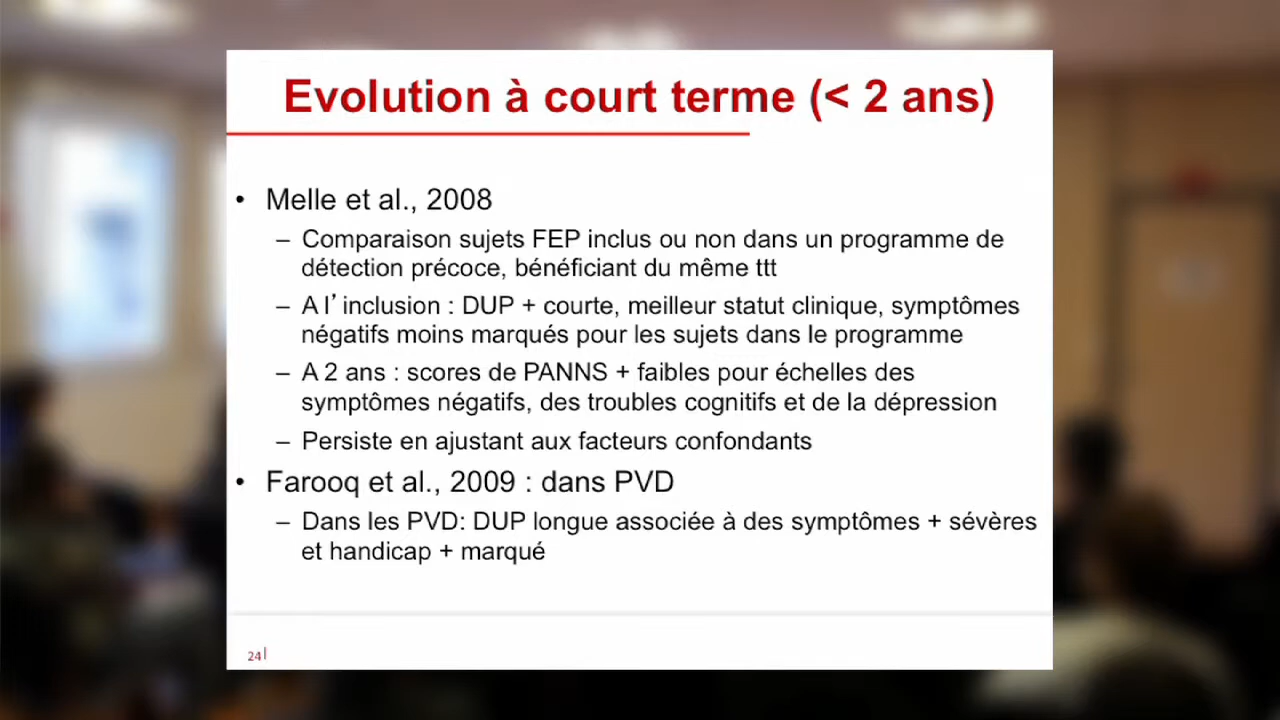 Evolution à court terme (< 2 ans)
• Melle et al., 2008
– Comparaison sujets FEP inclus ou non dans un programme de
détection précoce, bénéficiant du même ttt
– A l’inclusion : DUP + courte, meilleur statut clinique, symptômes
négatifs moins marqués pour les sujets dans le programme
– A 2 ans : scores de PANNS + faibles pour échelles des
symptômes négatifs, des troubles cognitifs et de la dépression
– Persiste en ajustant aux facteurs confondants
• Farooq et al., 2009 : dans PVD
– Dans les PVD: DUP longue associée à des symptômes + sévères
et handicap + marqué
24